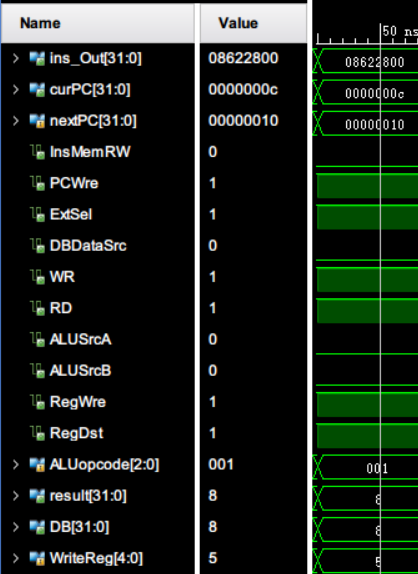 Name Value 50 ns
ins_Out[31:0] 08622800 08622800
curPC[31:0] 0000000c 0000000c
nextPC[31:0] 00000010 00000010
InsMemRW 0
PCWre 1
ExtSel 1
DBDataSrc 0
WR 1
RD 1
ALUSrcA 0
ALUSrcB 0
RegWre 1
RegDst 1
ALUopcode[2:0] 001 001
result[31:0] 8 8
DB[31:0] 8 8
WriteReg[4:0] 5 5